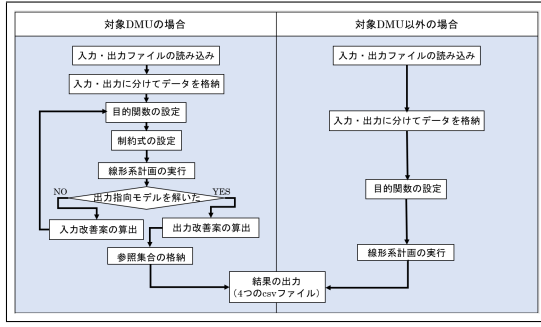 対象DMUの場合
入力・出力ファイルの読み込み
入力・出力に分けてデータを格納
目的関数の設定
制約式の設定
線形系計画の実行
NO
出力指向モデルを解いた
YES
入力改善案の算出
出力改善案の算出
参照集合の格納
対象DMU以外の場合
入力・出力ファイルの読み込み
入力・出力に分けてデータを格納
目的関数の設定
線形系計画の実行
結果の出力
（4つのcsvファイル）